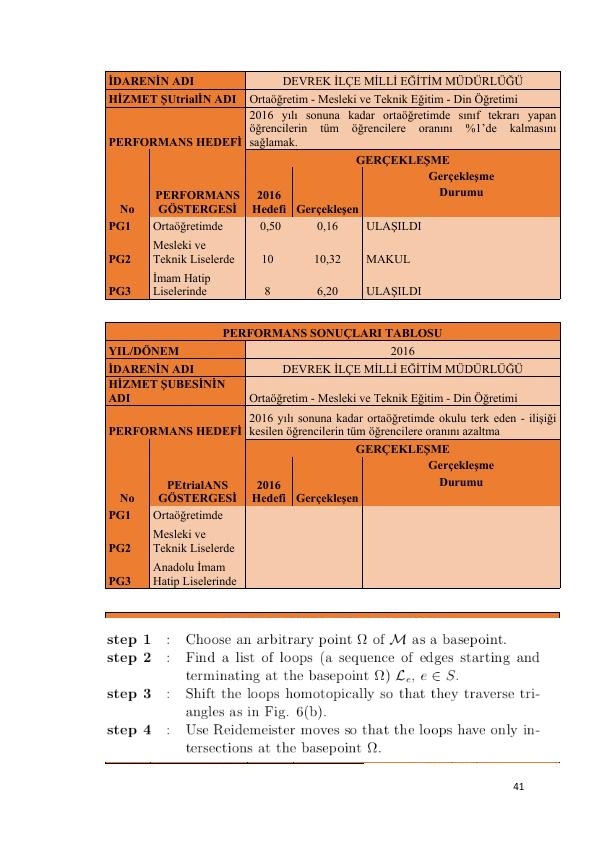 İDARENİN ADI DEVREK İLÇE MİLLİ EĞİTİM MÜDÜRLÜĞÜ
HİZMET ŞUtrialİN ADI Ortaöğretim - Mesleki ve Teknik Eğitim - Din Öğretimi
2016 yılı sonuna kadar ortaöğretimde sınıf tekrarı yapan
öğrencilerin tüm öğrencilere oranını %1’de kalmasını
PERFORMANS HEDEFİ sağlamak.
GERÇEKLEŞME
Gerçekleşme
Durumu
PERFORMANS 2016
No GÖSTERGESİ Hedefi Gerçekleşen
PG1 Ortaöğretimde 0,50 0,16 ULAŞILDI
Mesleki ve
PG2 Teknik Liselerde 10 10,32 MAKUL
İmam Hatip
PG3 Liselerinde 8 6,20 ULAŞILDI
PERFORMANS SONUÇLARI TABLOSU
YIL/DÖNEM 2016
İDARENİN ADI DEVREK İLÇE MİLLİ EĞİTİM MÜDÜRLÜĞÜ
HİZMET ŞUBESİNİN
ADI Ortaöğretim - Mesleki ve Teknik Eğitim - Din Öğretimi
2016 yılı sonuna kadar ortaöğretimde okulu terk eden - ilişiği
PERFORMANS HEDEFİ kesilen öğrencilerin tüm öğrencilere oranını azaltma
GERÇEKLEŞME
Gerçekleşme
Durumu
PEtrialANS 2016
No GÖSTERGESİ Hedefi Gerçekleşen
PG1 Ortaöğretimde
Mesleki ve
PG2 Teknik Liselerde
Anadolu İmam
PG3 Hatip Liselerinde
step 1 : Choose an arbitrary point Ω of ℳ as a basepoint.
step 2 : Find a list of loops (a sequence of edges starting and
terminating at the basepoint Ω) ℒₑ, e ∈ S.
step 3 : Shift the loops homotopically so that they traverse tri-
angles as in Fig. 6(b).
step 4 : Use Reidemeister moves so that the loops have only in-
tersections at the basepoint Ω.
41